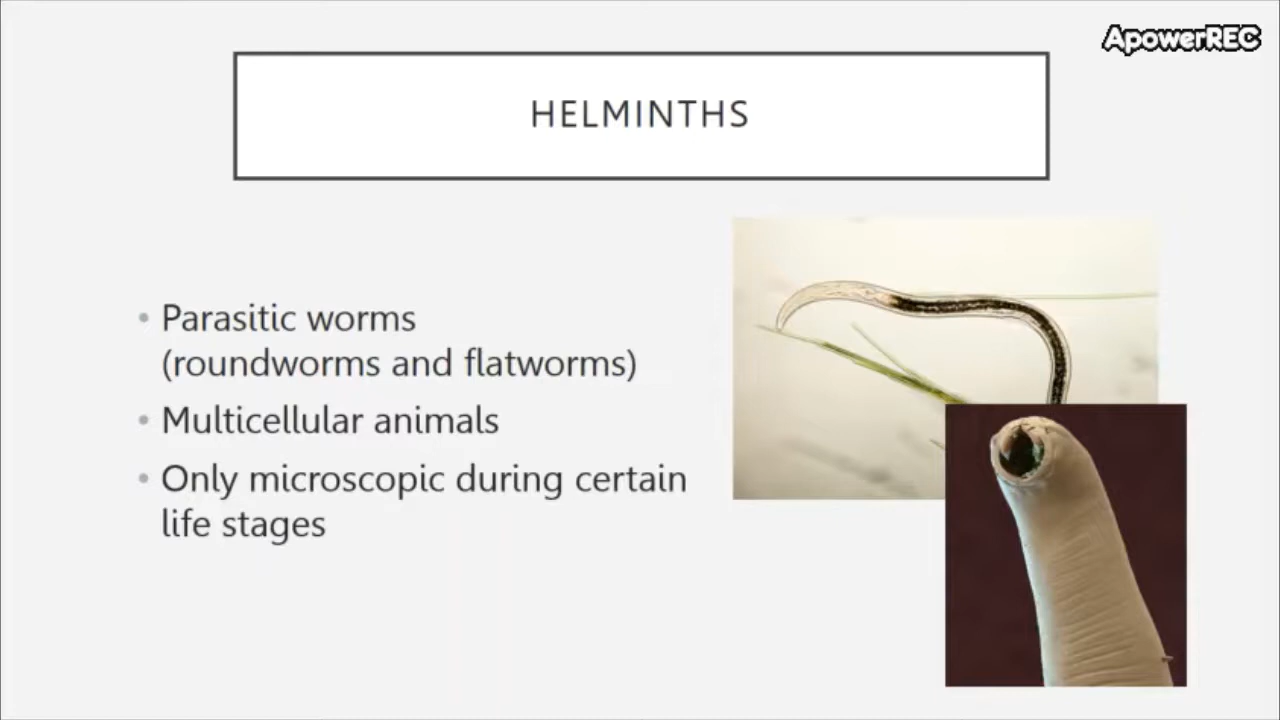 ApowerREC
HELMINTHS
• Parasitic worms
(roundworms and flatworms)
• Multicellular animals
• Only microscopic during certain
life stages